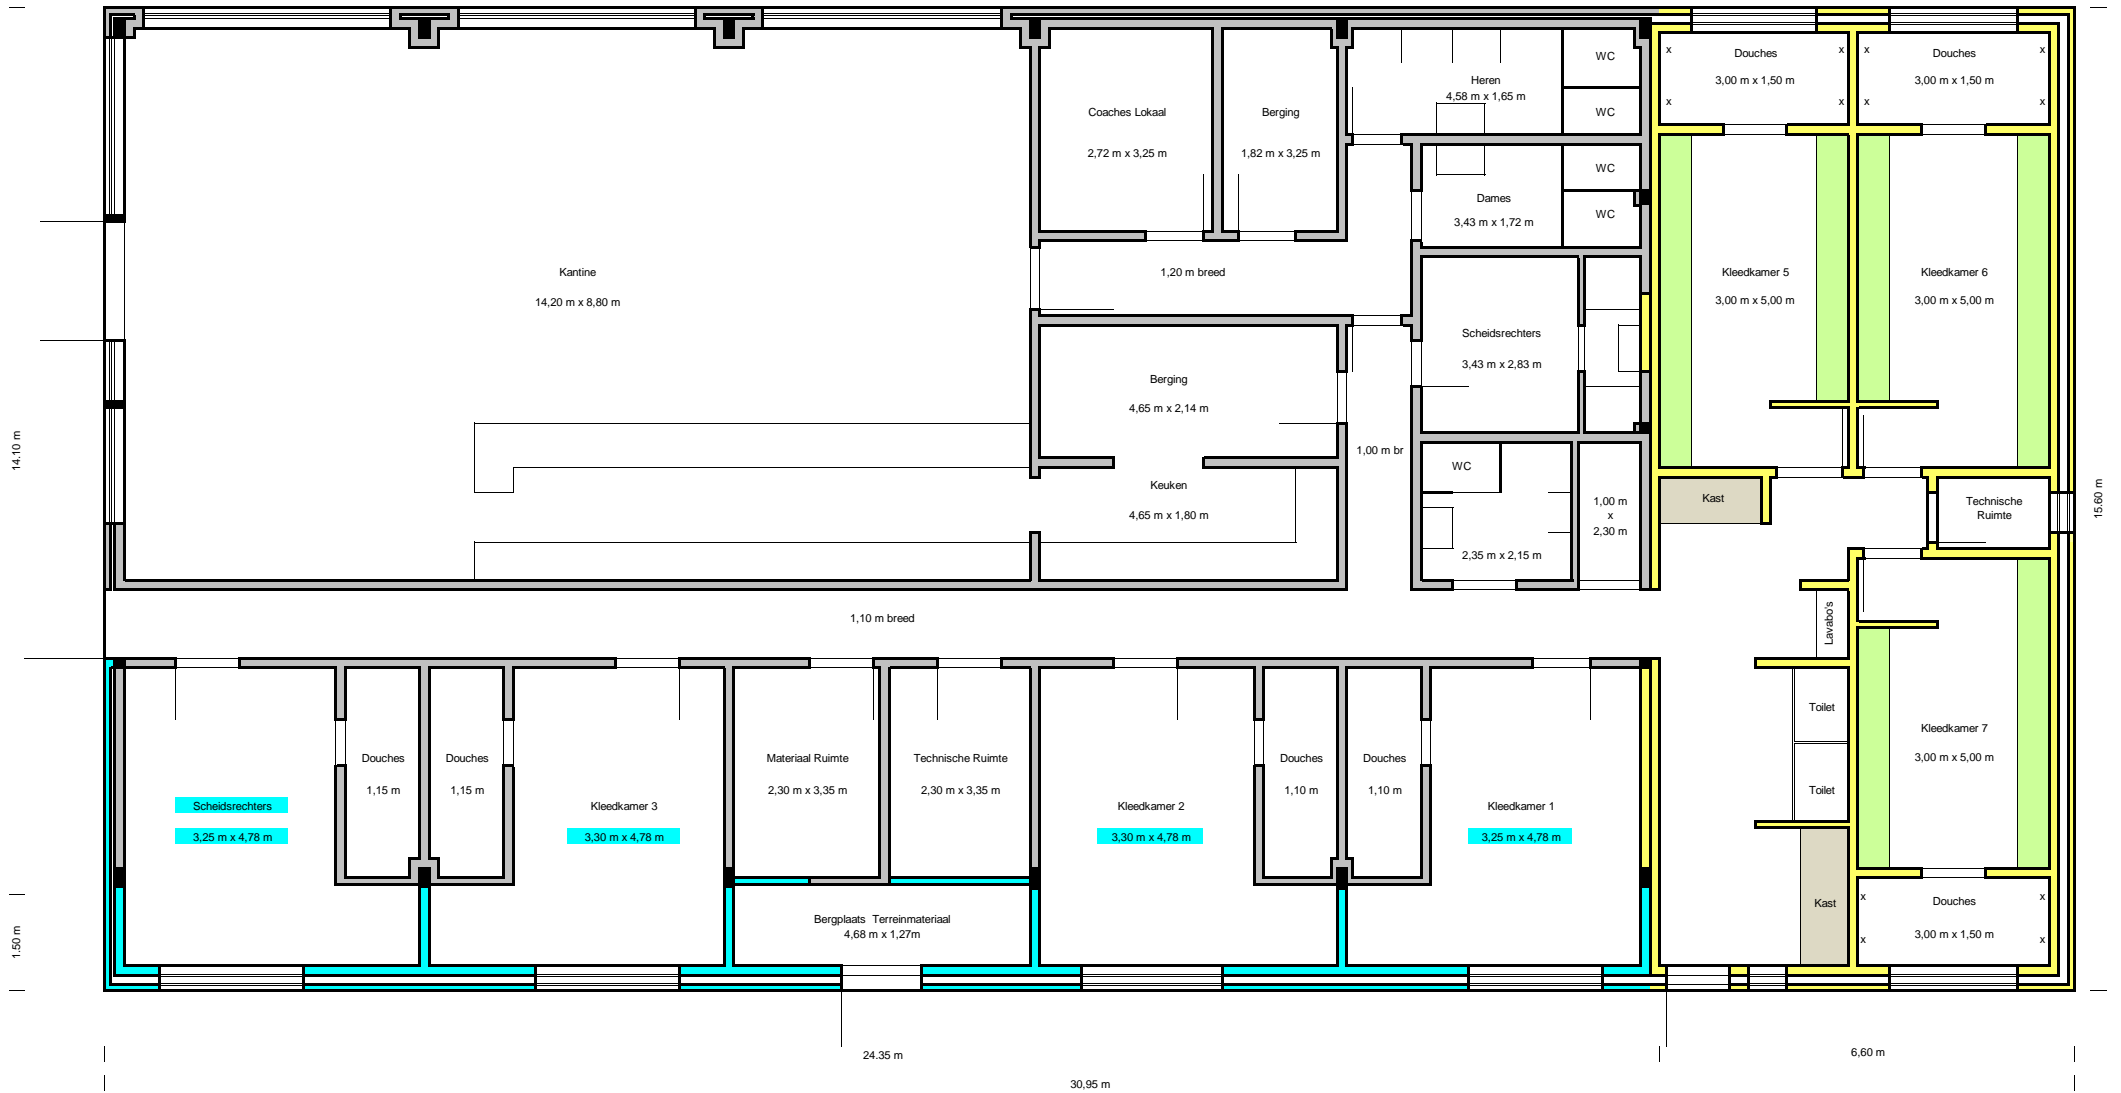 Douches
3,00 m x 1,50 m
x
x
x
x
Douches
3,00 m x 1,50 m
x
x
x
x
WC
Heren
4,58 m x 1,65 m
WC
Coaches Lokaal
2,72 m x 3,25 m
Berging
1,82 m x 3,25 m
WC
Dames
3,43 m x 1,72 m
WC
Kantine
14,20 m x 8,80 m
1,20 m breed
Kleedkamer 5
3,00 m x 5,00 m
Kleedkamer 6
3,00 m x 5,00 m
Scheidsrechters
3,43 m x 2,83 m
Berging
4,65 m x 2,14 m
14.10 m
1,00 m br
WC
Keuken
4,65 m x 1,80 m
1,00 m
x
2,30 m
2,35 m x 2,15 m
Kast
Technische
Ruimte
15.60 m
1,10 m breed
Lavabo's
Toilet
Toilet
Kleedkamer 7
3,00 m x 5,00 m
Scheidsrechters
3,25 m x 4,78 m
Douches
1,15 m
Douches
1,15 m
Kleedkamer 3
3,30 m x 4,78 m
Materiaal Ruimte
2,30 m x 3,35 m
Technische Ruimte
2,30 m x 3,35 m
Kleedkamer 2
3,30 m x 4,78 m
Douches
1,10 m
Douches
1,10 m
Kleedkamer 1
3,25 m x 4,78 m
1.50 m
Bergplaats Terreinmateriaal
4,68 m x 1,27m
Kast
x
x
x
x
Douches
3,00 m x 1,50 m
24.35 m
6,60 m
30,95 m